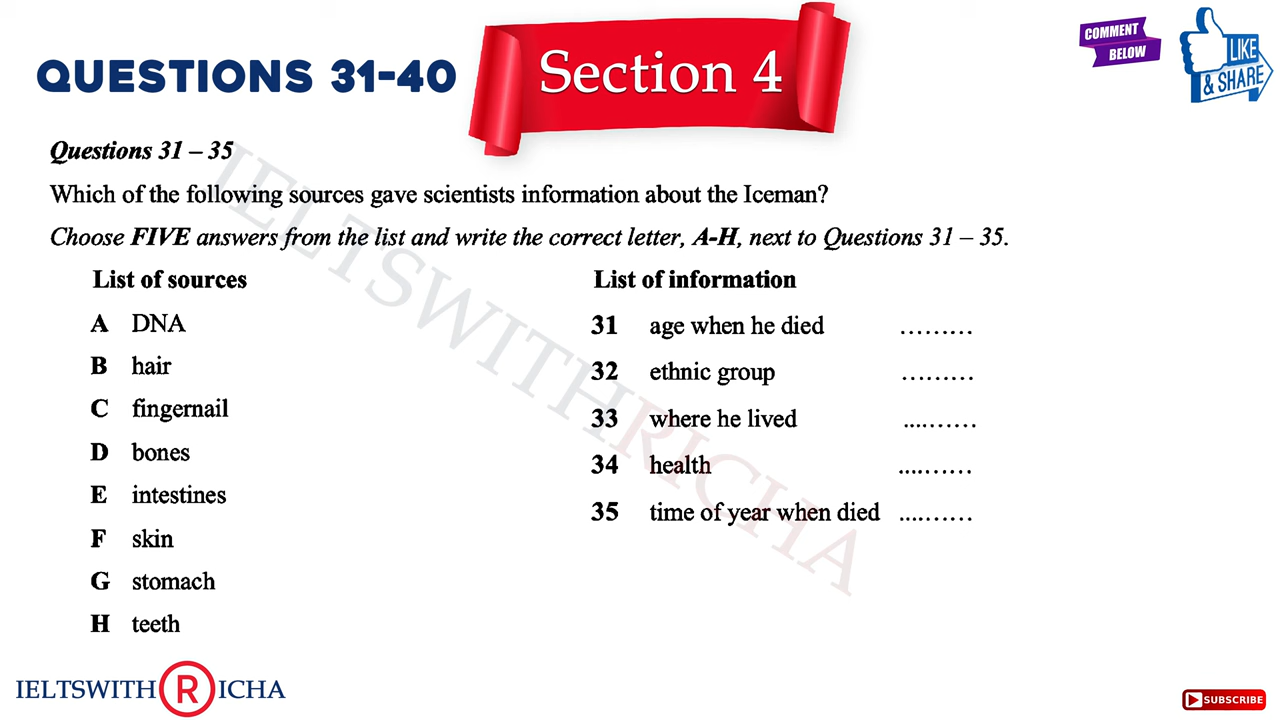 QUESTIONS 31-40
Section 4
COMMENT
BELOW
LIKE
& SHARE
Questions 31 – 35
Which of the following sources gave scientists information about the Iceman?
Choose FIVE answers from the list and write the correct letter, A-H, next to Questions 31 – 35.
List of sources
A DNA
B hair
C fingernail
D bones
E intestines
F skin
G stomach
H teeth
List of information
31 age when he died ………
32 ethnic group ………
33 where he lived ....……
34 health ....……
35 time of year when died ....……
IELTSWITHRICHA
IELTSWITH R ICHA
SUBSCRIBE